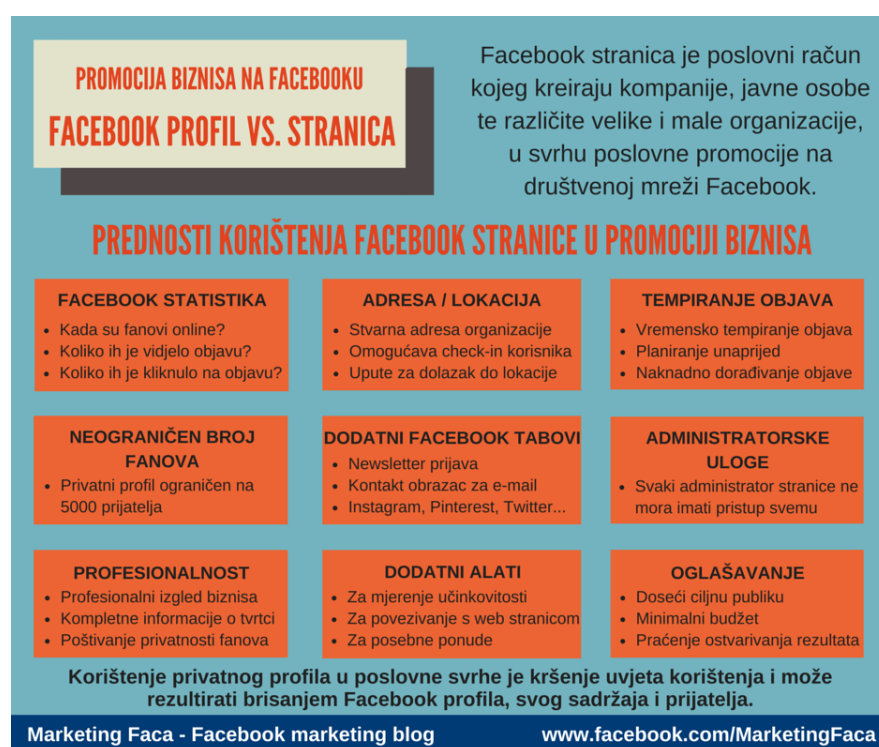 PROMOCIJA BIZNISA NA FACEBOOKU
FACEBOOK PROFIL VS. STRANICA
Facebook stranica je poslovni račun
kojeg kreiraju kompanije, javne osobe
te različite velike i male organizacije,
u svrhu poslovne promocije na
društvenoj mreži Facebook.
PREDNOSTI KORIŠTENJA FACEBOOK STRANICE U PROMOCIJI BIZNISA
FACEBOOK STATISTIKA
• Kada su fanovi online?
• Koliko ih je vidjelo objavu?
• Koliko ih je kliknulo na objavu?
ADRESA / LOKACIJA
• Stvarna adresa organizacije
• Omogućava check-in korisnika
• Upute za dolazak do lokacije
TEMPIRANJE OBJAVA
• Vremensko tempiranje objava
• Planiranje unaprijed
• Naknadno dorađivanje objave
NEOGRANIČEN BROJ
FANOVA
• Privatni profil ograničen na
5000 prijatelja
DODATNI FACEBOOK TABOVI
• Newsletter prijava
• Kontakt obrazac za e-mail
• Instagram, Pinterest, Twitter...
ADMINISTRATORSKE
ULOGE
• Svaki administrator stranice ne
mora imati pristup svemu
PROFESIONALNOST
• Profesionalni izgled biznisa
• Kompletne informacije o tvrtci
• Poštivanje privatnosti fanova
DODATNI ALATI
• Za mjerenje učinkovitosti
• Za povezivanje s web stranicom
• Za posebne ponude
OGLAŠAVANJE
• Doseći ciljnu publiku
• Minimalni budžet
• Praćenje ostvarivanja rezultata
Korištenje privatnog profila u poslovne svrhe je kršenje uvjeta korištenja i može
rezultirati brisanjem Facebook profila, svog sadržaja i prijatelja.
Marketing Faca - Facebook marketing blog
www.facebook.com/MarketingFaca